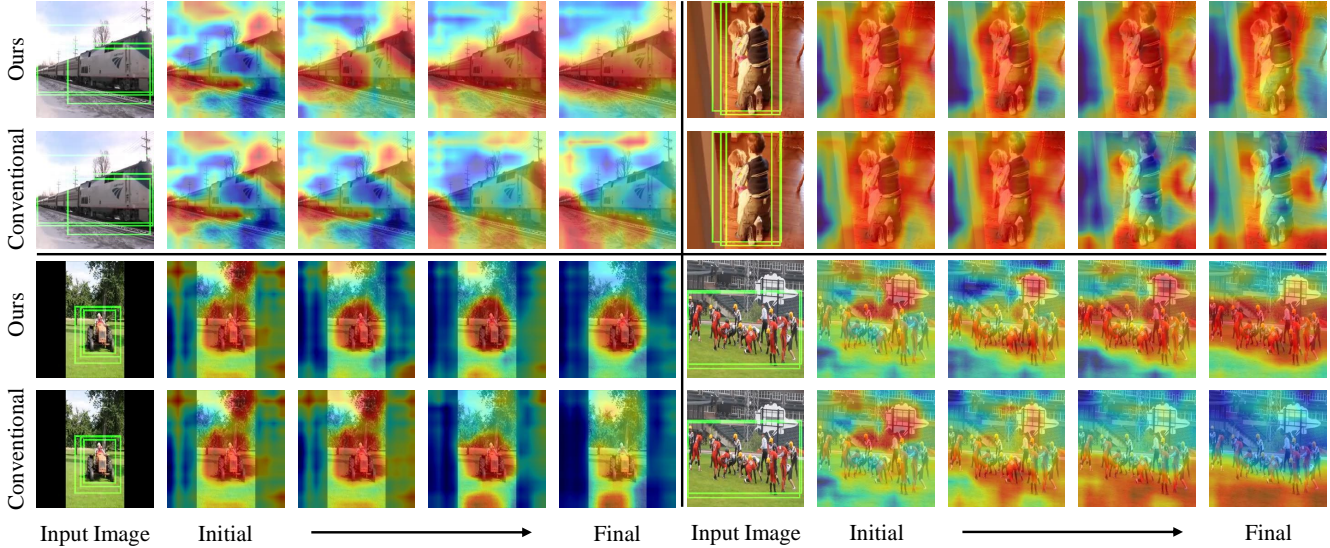 Ours
Conventional
Ours
Conventional
Input Image Initial Final Input Image Initial Final